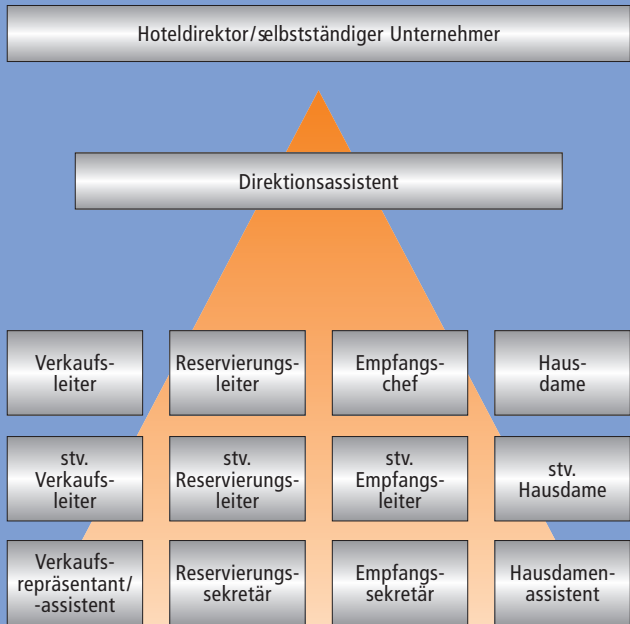 Hoteldirektor/selbstständiger Unternehmer
Direktionsassistent
Verkaufs-
leiter
Reservierungs-
leiter
Empfangs-
chef
Haus-
dame
stv.
Verkaufs-
leiter
stv.
Reservierungs-
leiter
stv.
Empfangs-
leiter
stv.
Hausdame
Verkaufs-
repräsentant/
-assistent
Reservierungs-
sekretär
Empfangs-
sekretär
Hausdamen-
assistent